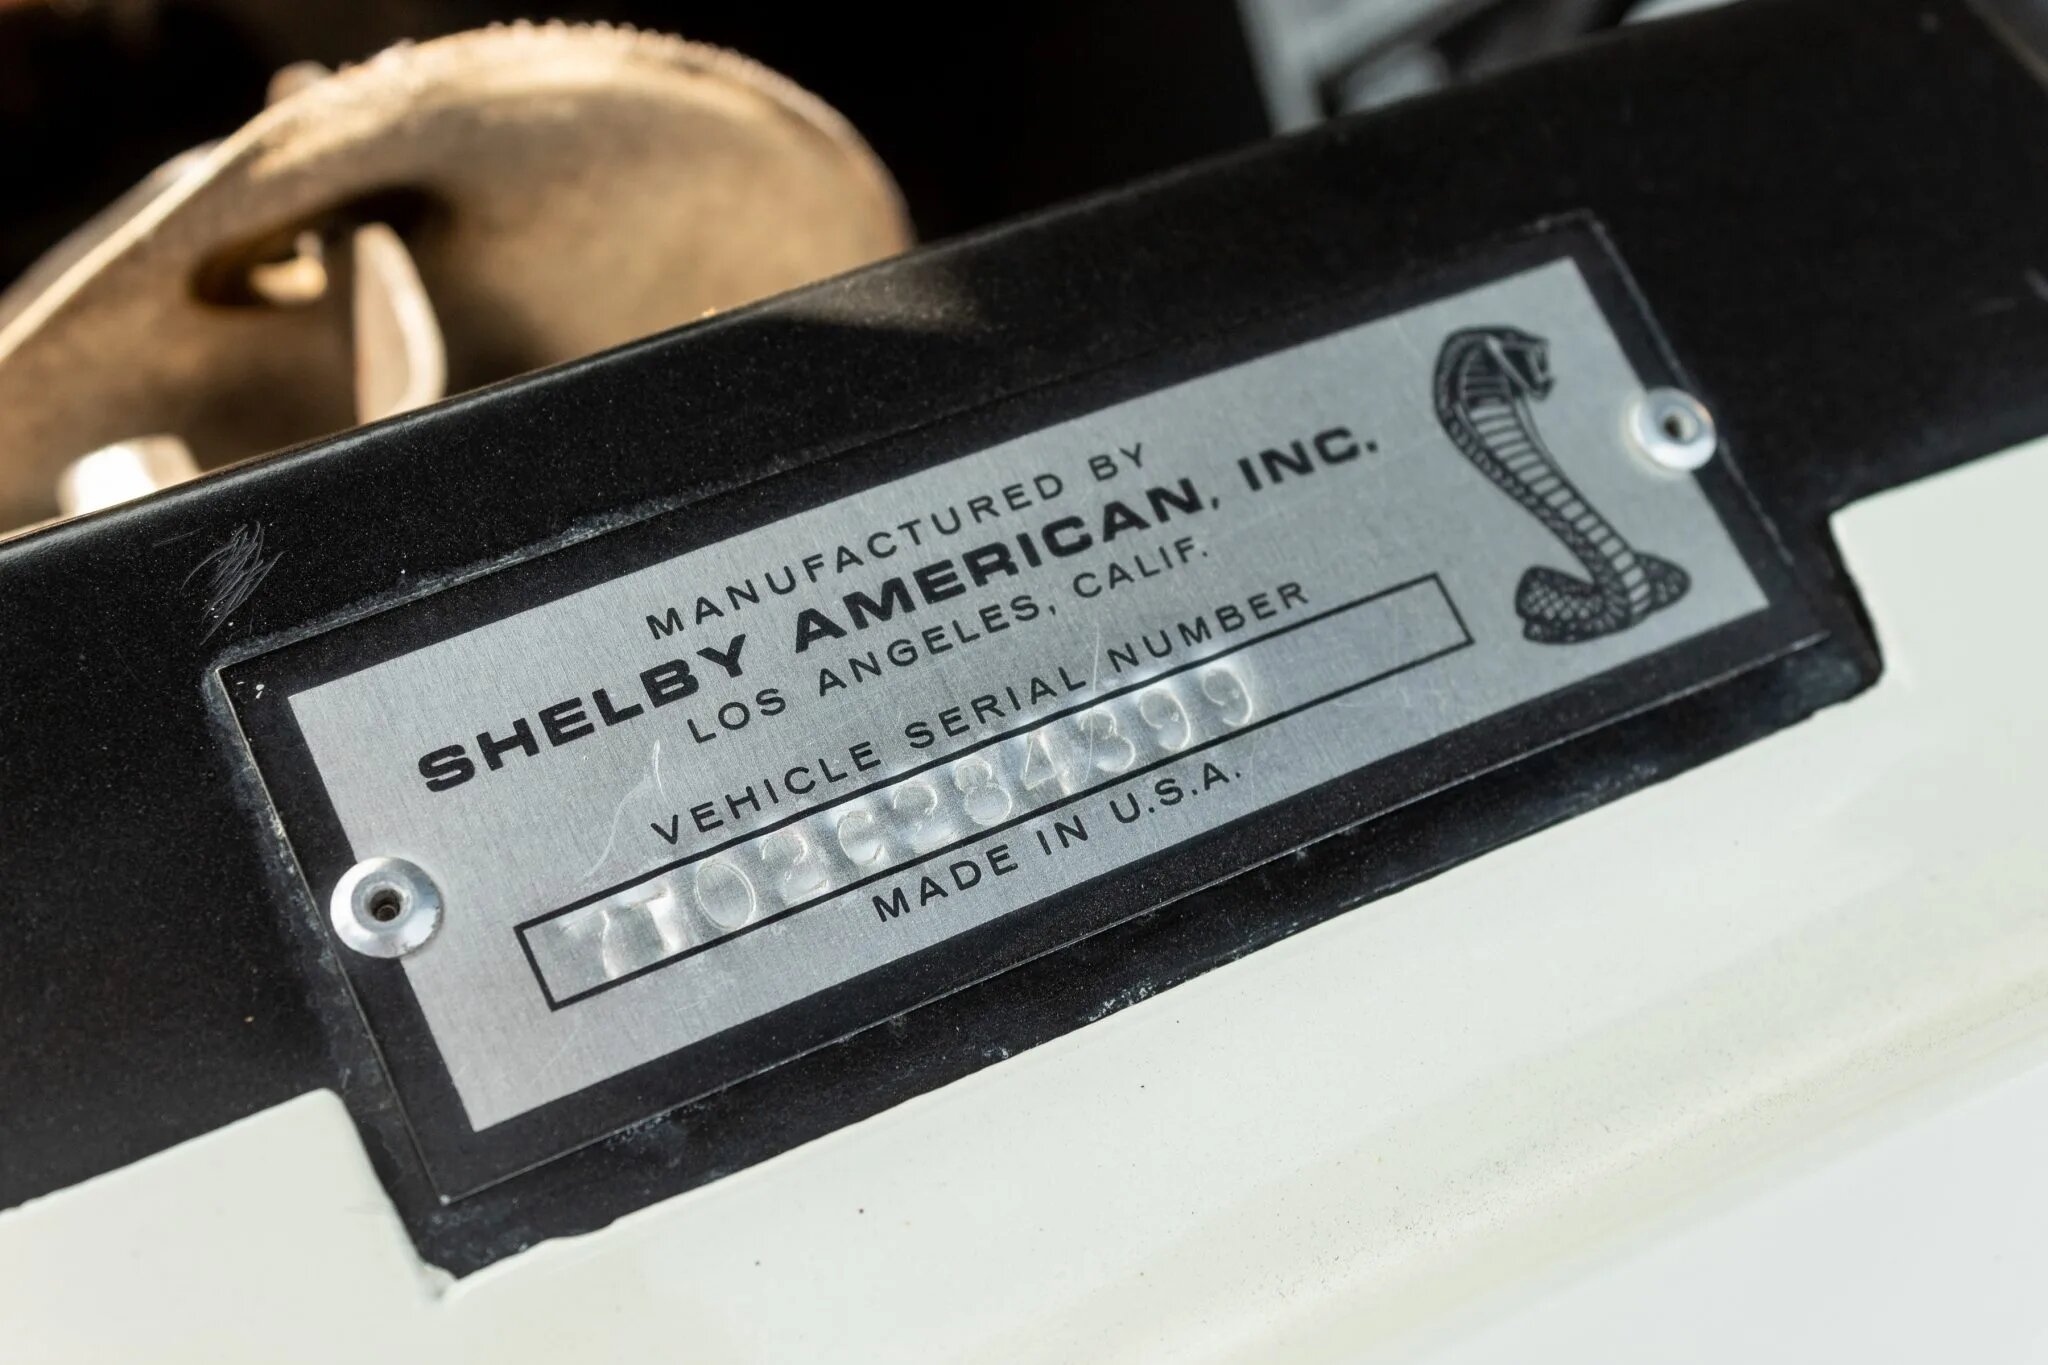 MANUFACTURED BY
SHELBY AMERICAN, INC.
LOS ANGELES, CALIF.
VEHICLE SERIAL NUMBER
7T02C284399
MADE IN U.S.A.